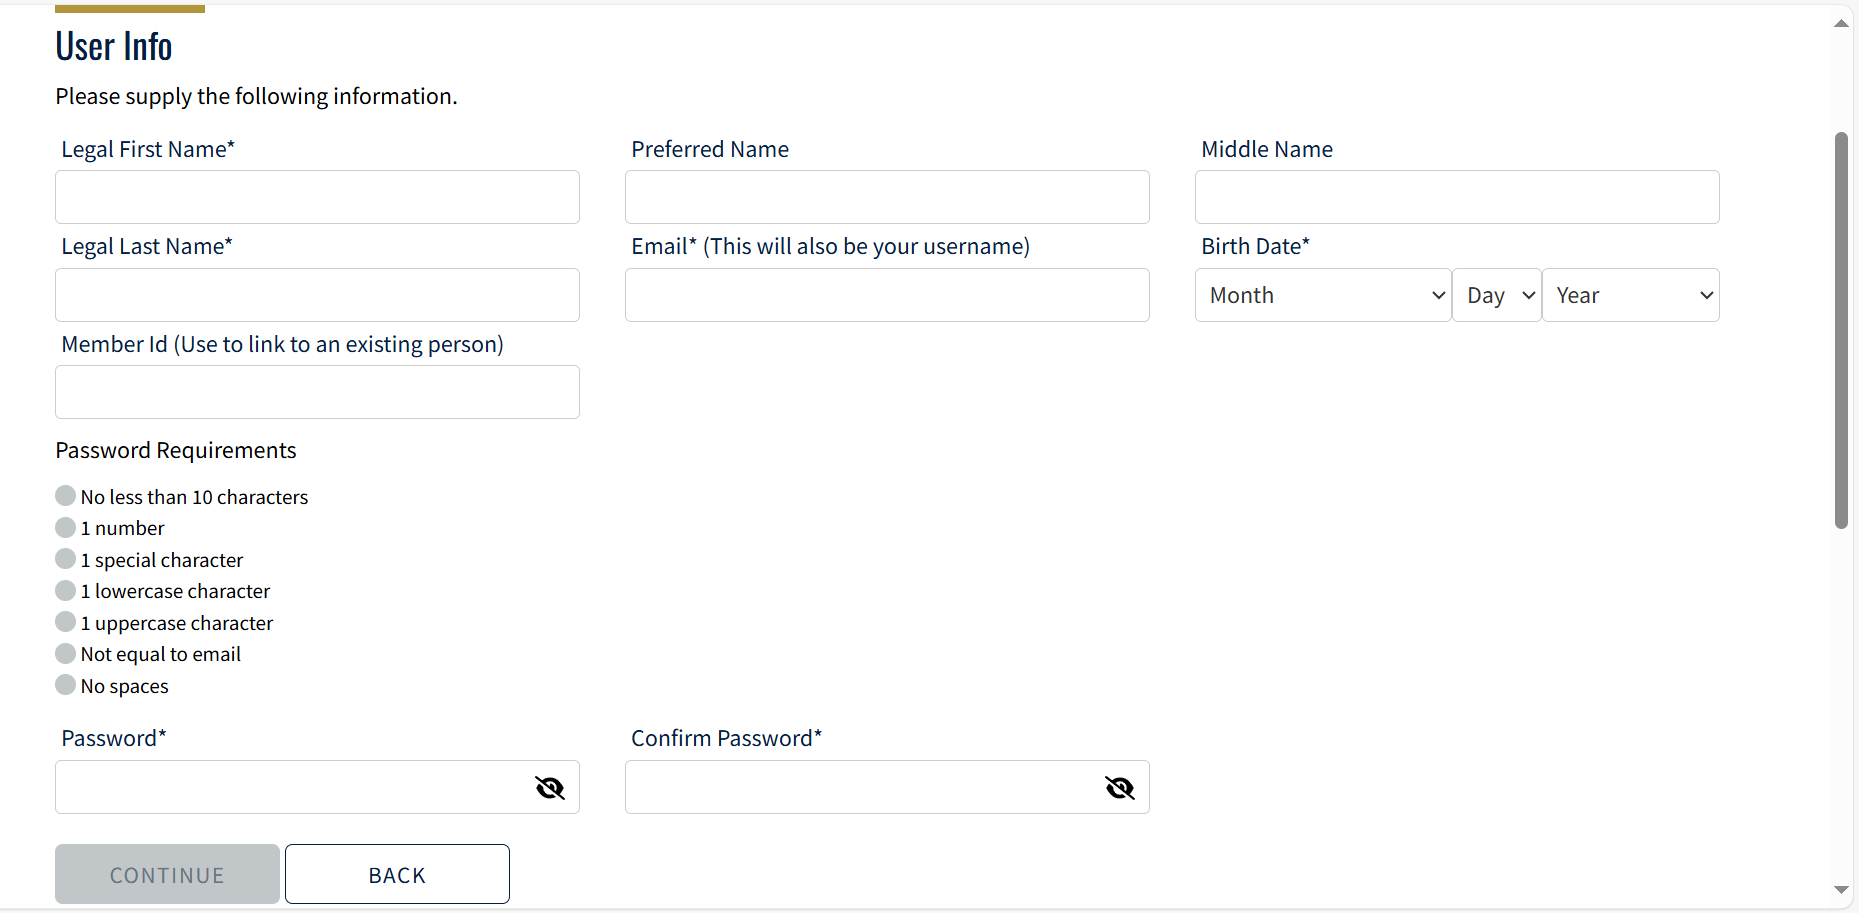 User Info
Please supply the following information.
Legal First Name* Preferred Name Middle Name
Legal Last Name* Email* (This will also be your username) Birth Date*
Month Day Year
Member Id (Use to link to an existing person)
Password Requirements
No less than 10 characters
1 number
1 special character
1 lowercase character
1 uppercase character
Not equal to email
No spaces
Password* Confirm Password*
CONTINUE BACK